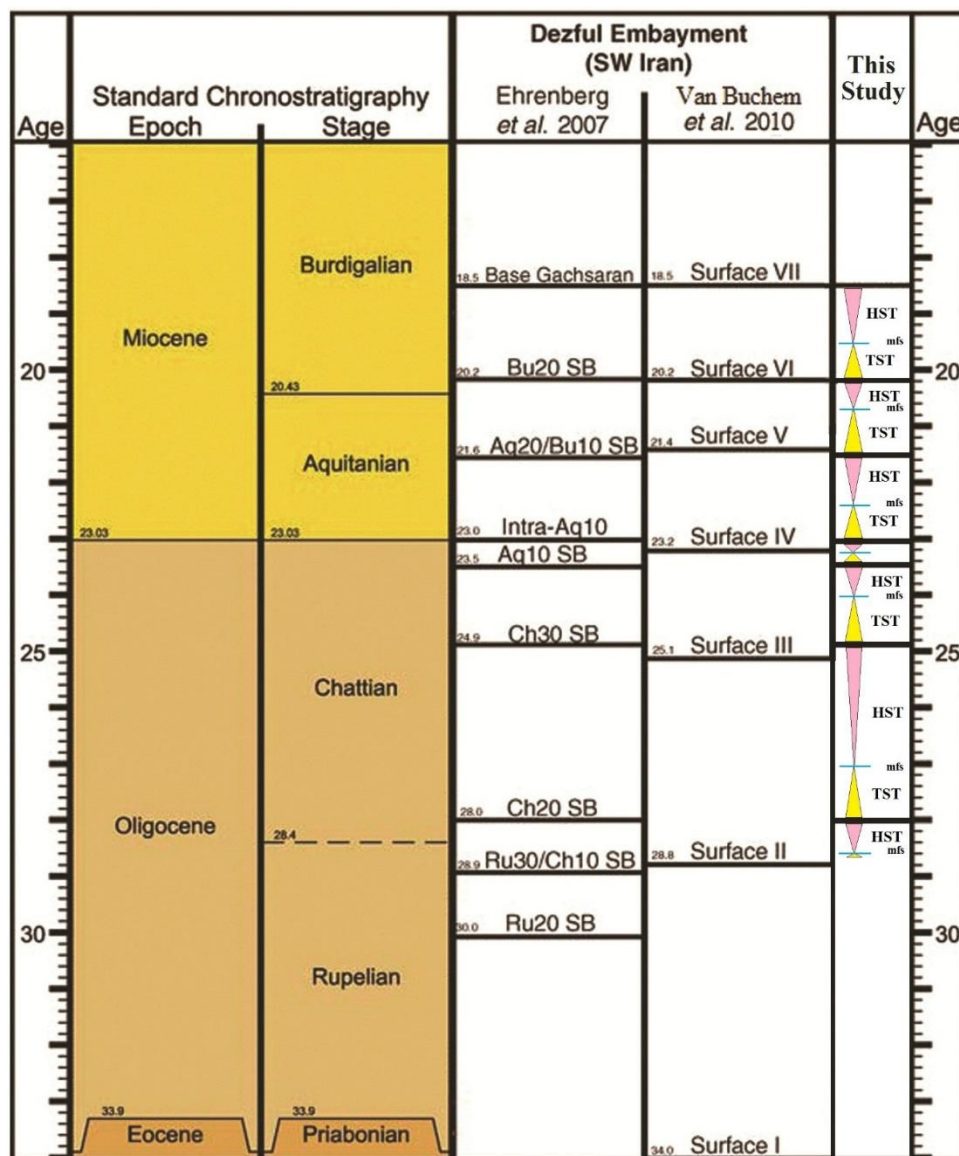 Age
Standard Chronostratigraphy
Epoch
Stage
Dezful Embayment
(SW Iran)
Ehrenberg
et al. 2007
Van Buchem
et al. 2010
This
Study
Age
Burdigalian
18.5 Base Gachsaran
18.5 Surface VII
HST
Miocene
mfs
TST
20
20.2 Bu20 SB
20.2 Surface VI
20
20.43
HST
mfs
TST
21.6 Aq20/Bu10 SB
21.4 Surface V
Aquitanian
HST
mfs
TST
23.03
23.03
23.0 Intra-Aq10
23.2 Surface IV
23.5 Aq10 SB
HST
mfs
TST
24.9 Ch30 SB
25.1 Surface III
25
25
Chattian
HST
mfs
TST
28.0 Ch20 SB
Oligocene
28.4
HST
mfs
28.9 Ru30/Ch10 SB
28.8 Surface II
30
30.0 Ru20 SB
30
Rupelian
33.9
33.9
Eocene
Priabonian
34.0 Surface I